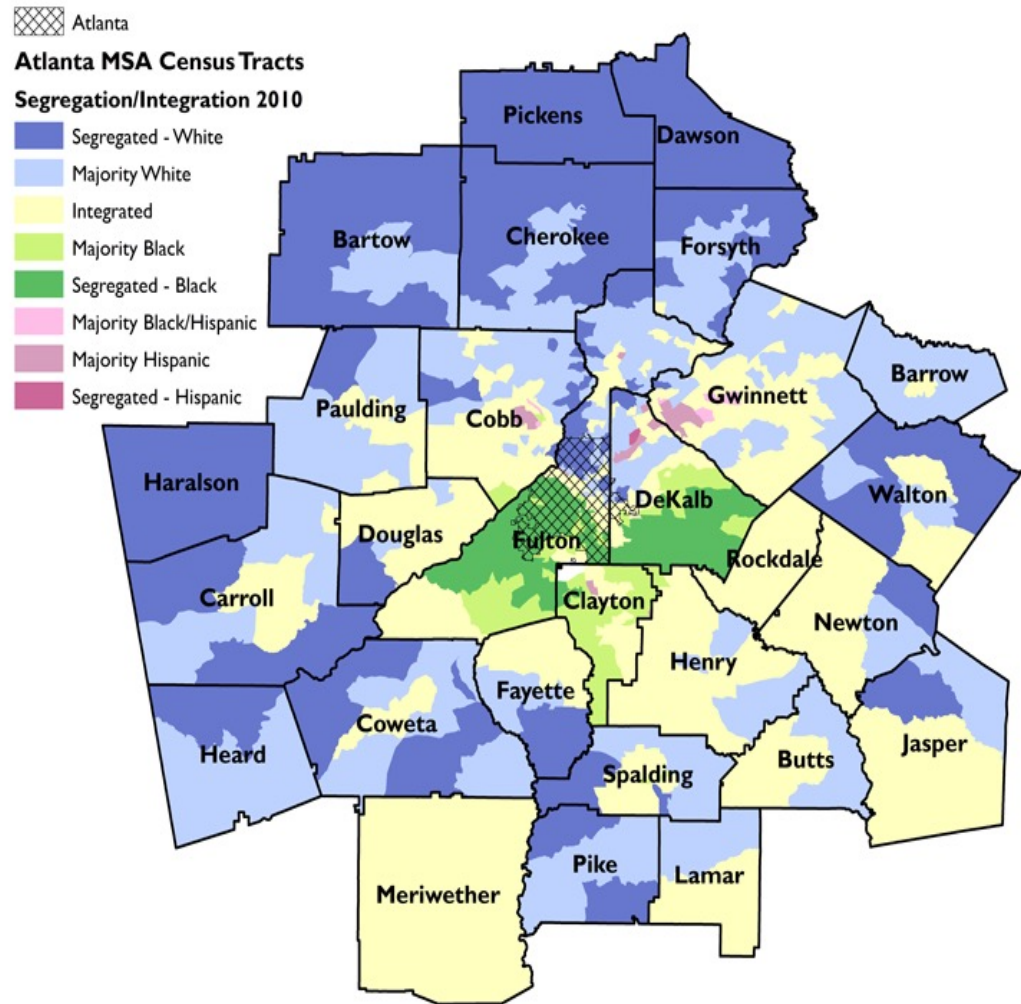 Atlanta
Atlanta MSA Census Tracts
Segregation/Integration 2010
Segregated - White
Majority White
Integrated
Majority Black
Segregated - Black
Majority Black/Hispanic
Majority Hispanic
Segregated - Hispanic
Pickens
Dawson
Bartow
Cherokee
Forsyth
Paulding
Cobb
Gwinnett
Barrow
Haralson
Douglas
Fulton
DeKalb
Walton
Rockdale
Carroll
Clayton
Newton
Henry
Fayette
Coweta
Heard
Spalding
Butts
Jasper
Meriwether
Pike
Lamar